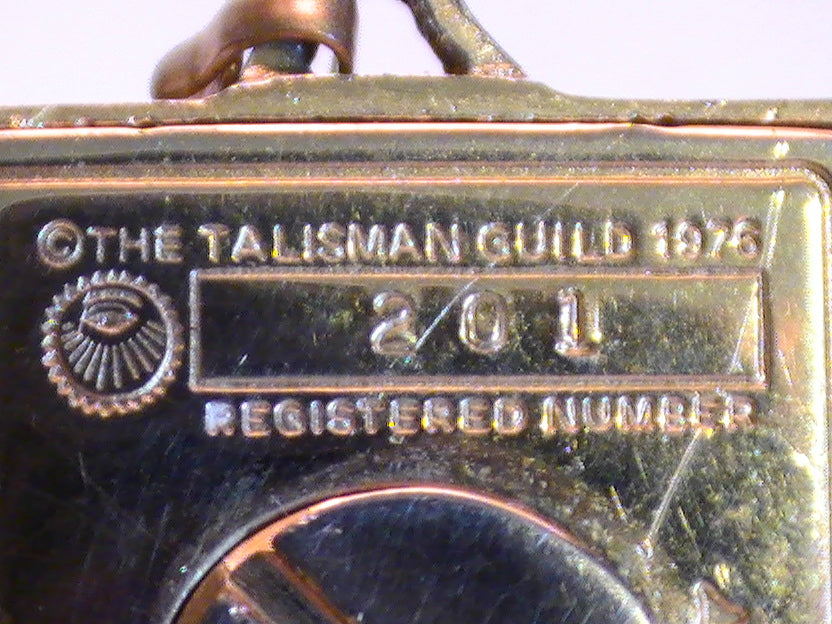 ©THE TALISMAN GUILD 1976
201
REGISTERED NUMBER